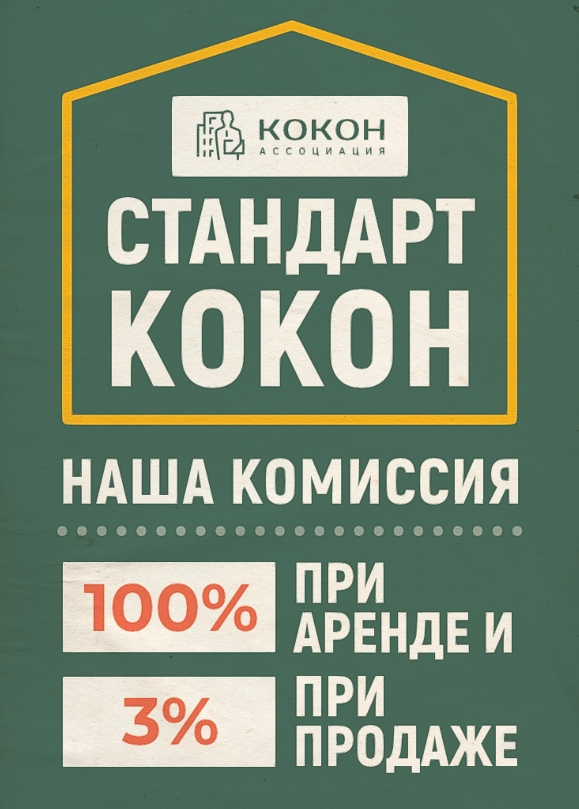 КОКОН
АССОЦИАЦИЯ
СТАНДАРТ
КОКОН
НАША КОМИССИЯ
100% ПРИ
АРЕНДЕ И
3% ПРИ
ПРОДАЖЕ